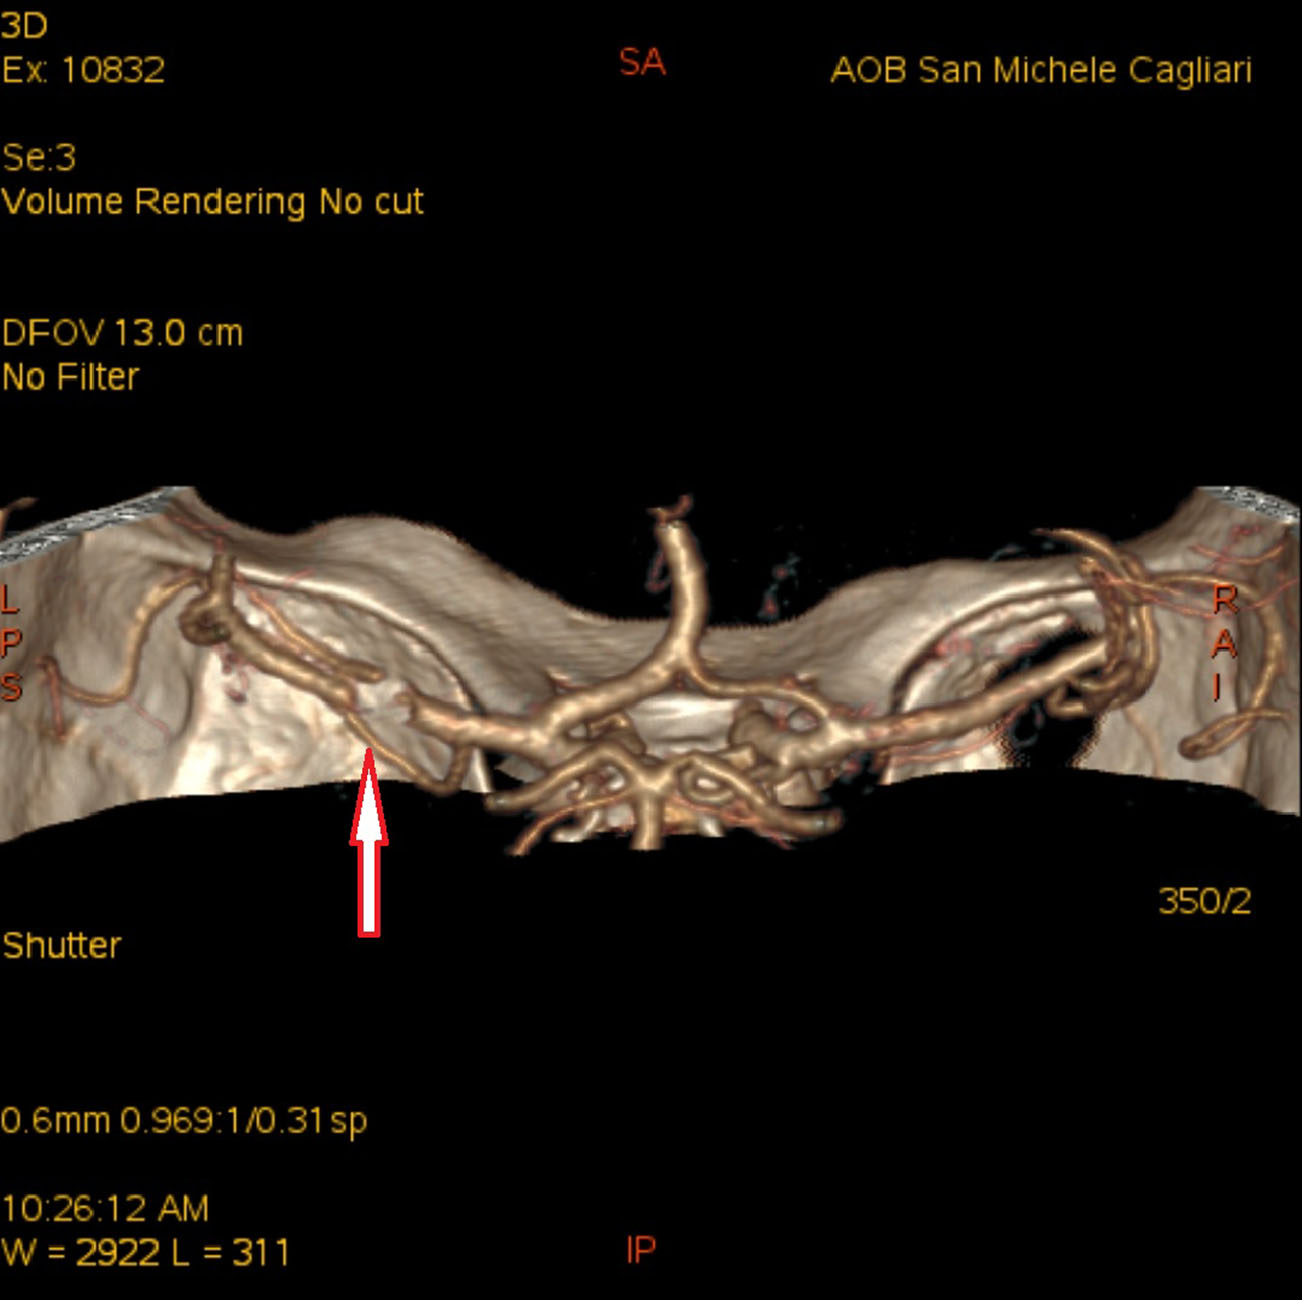 3D
Ex: 10832
SA
AOB San Michele Cagliari
Se:3
Volume Rendering No cut
DFOV 13.0 cm
No Filter
L
P
S
R
A
I
350/2
Shutter
0.6mm 0.969:1/0.31sp
10:26:12 AM
W = 2922 L = 311
IP